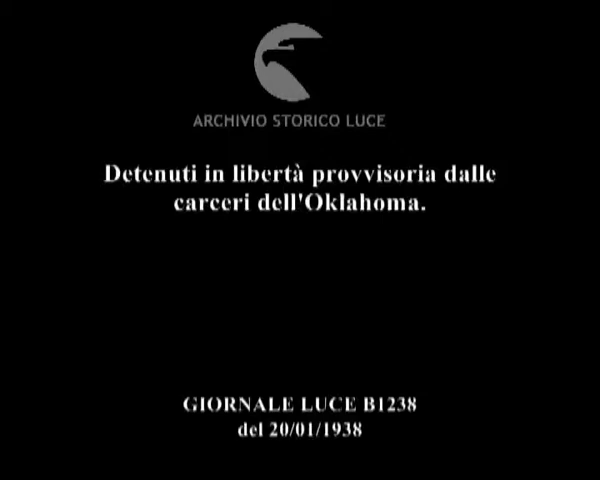 ARCHIVIO STORICO LUCE
Detenuti in libertà provvisoria dalle
carceri dell'Oklahoma.
GIORNALE LUCE B1238
del 20/01/1938